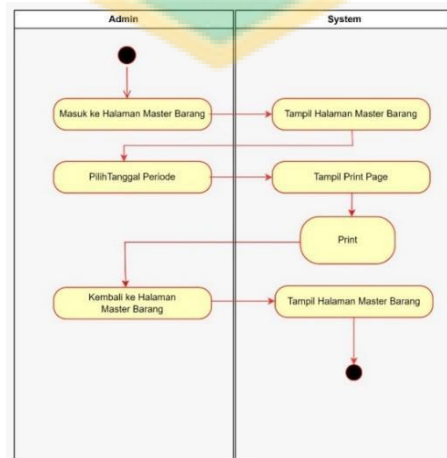 Admin
System
Masuk ke Halaman Master Barang
Tampil Halaman Master Barang
PilihTanggal Periode
Tampil Print Page
Print
Kembali ke Halaman
Master Barang
Tampil Halaman Master Barang